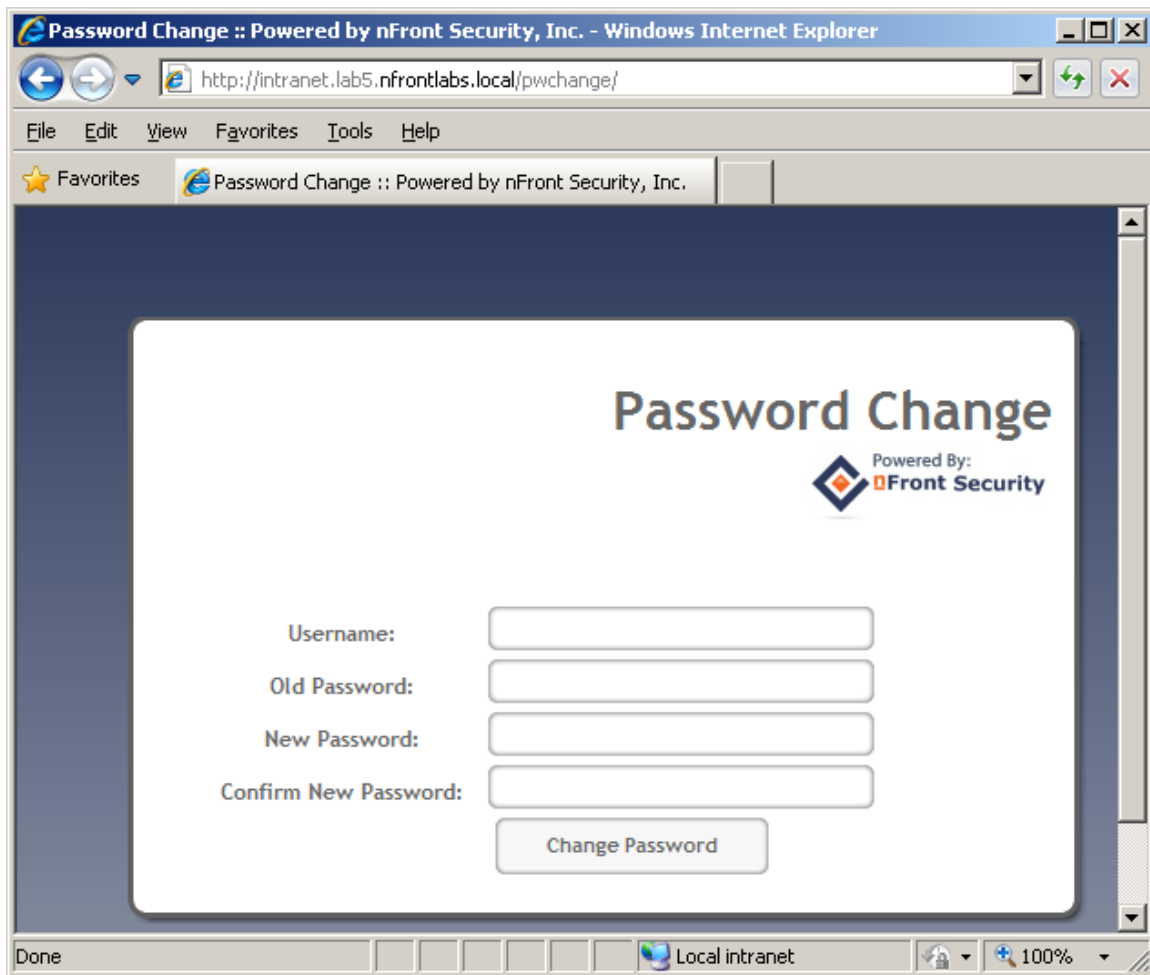 Password Change :: Powered by nFront Security, Inc. - Windows Internet Explorer
http://intranet.lab5.nfrontlabs.local/pwchange/
File Edit View Favorites Tools Help
Favorites
Password Change :: Powered by nFront Security, Inc.
Password Change
Powered By:
nFront Security
Username:
Old Password:
New Password:
Confirm New Password:
Change Password
Done
Local intranet
100%